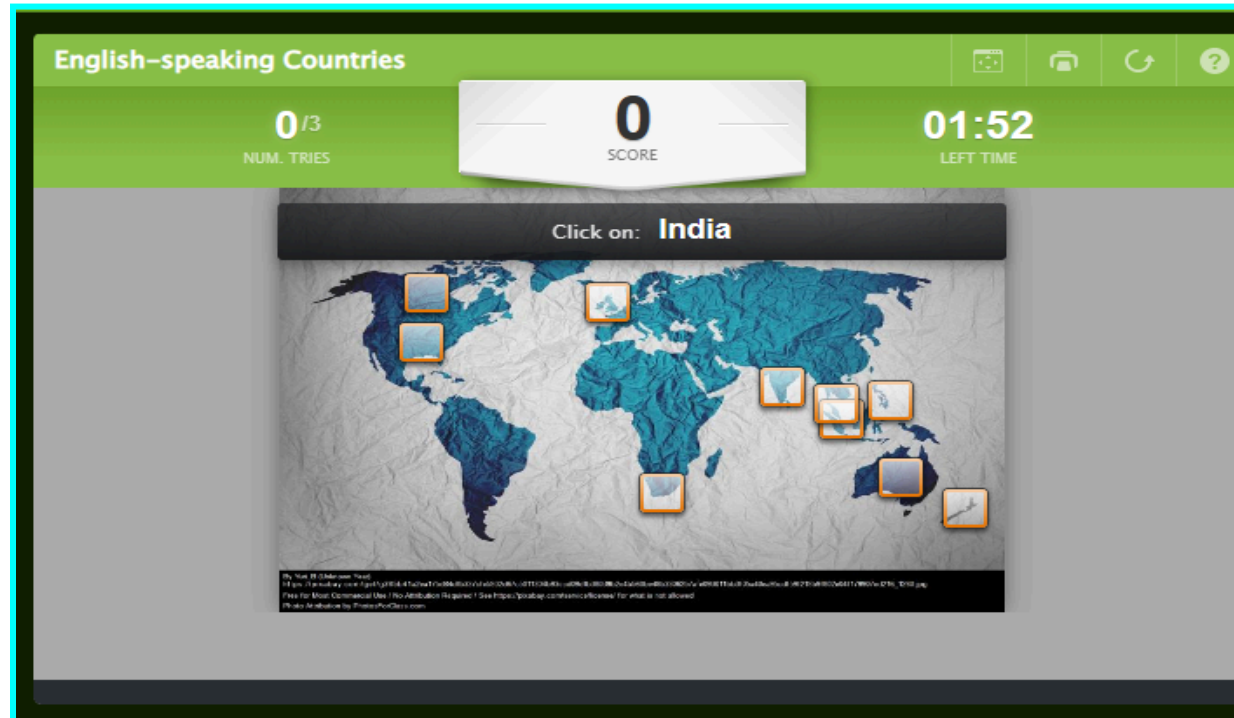 English-speaking Countries
0/3
NUM. TRIES
0
SCORE
01:52
LEFT TIME
Click on: India
Free for Most Commercial Use / No Attribution Required / See https://pixabay.com/service/license/ for what is not allowed
Photo Attribution by PhotosForClass.com